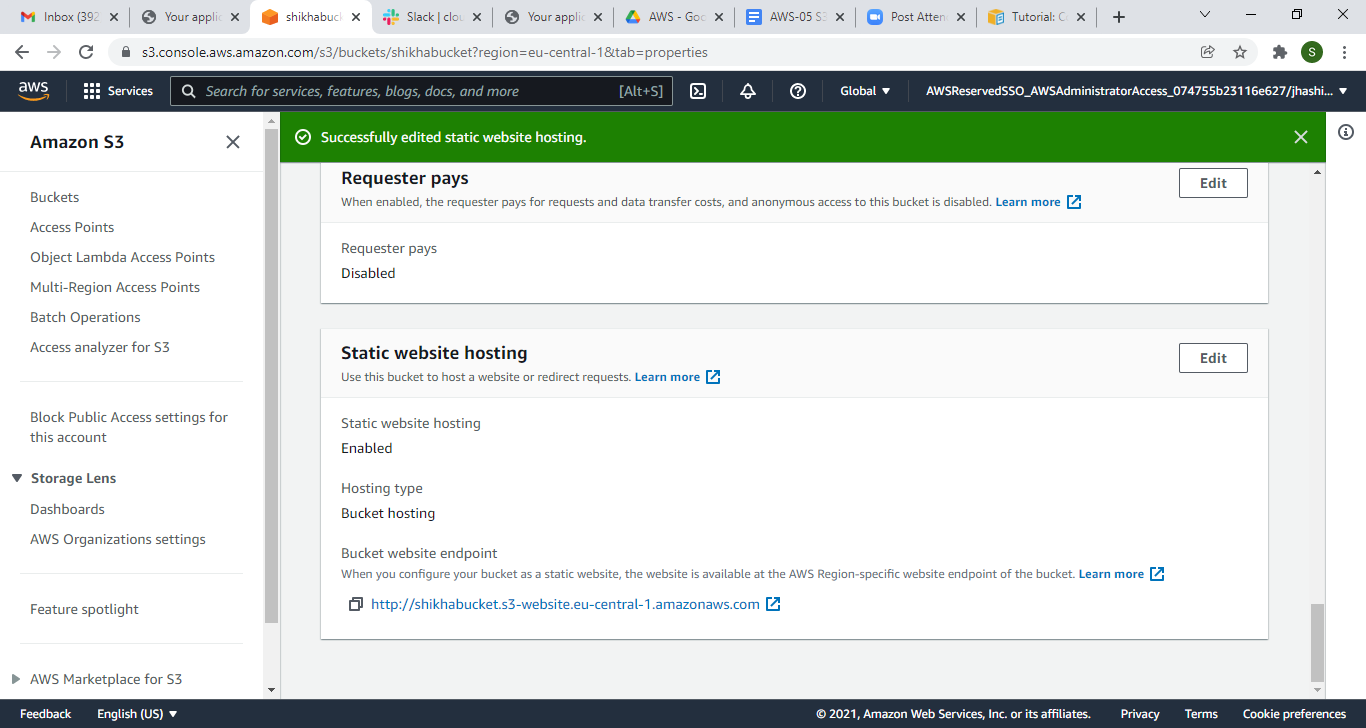 Inbox (392
Your applic
shikhabuck
Slack | clou
Your applic
AWS - Goo
AWS-05 S3
Post Atten
Tutorial: C
s3.console.aws.amazon.com/s3/buckets/shikhabucket?region=eu-central-1&tab=properties
S
aws
Services
Search for services, features, blogs, docs, and more
[Alt+S]
Global
AWSReservedSSO_AWSAdministratorAccess_074755b23116e627/jhashi...
Amazon S3
Buckets
Access Points
Object Lambda Access Points
Multi-Region Access Points
Batch Operations
Access analyzer for S3
Block Public Access settings for
this account
Storage Lens
Dashboards
AWS Organizations settings
Feature spotlight
AWS Marketplace for S3
Successfully edited static website hosting.
Requester pays
Edit
When enabled, the requester pays for requests and data transfer costs, and anonymous access to this bucket is disabled. Learn more
Requester pays
Disabled
Static website hosting
Edit
Use this bucket to host a website or redirect requests. Learn more
Static website hosting
Enabled
Hosting type
Bucket hosting
Bucket website endpoint
When you configure your bucket as a static website, the website is available at the AWS Region-specific website endpoint of the bucket. Learn more
http://shikhabucket.s3-website.eu-central-1.amazonaws.com
Feedback
English (US)
© 2021, Amazon Web Services, Inc. or its affiliates.
Privacy
Terms
Cookie preferences